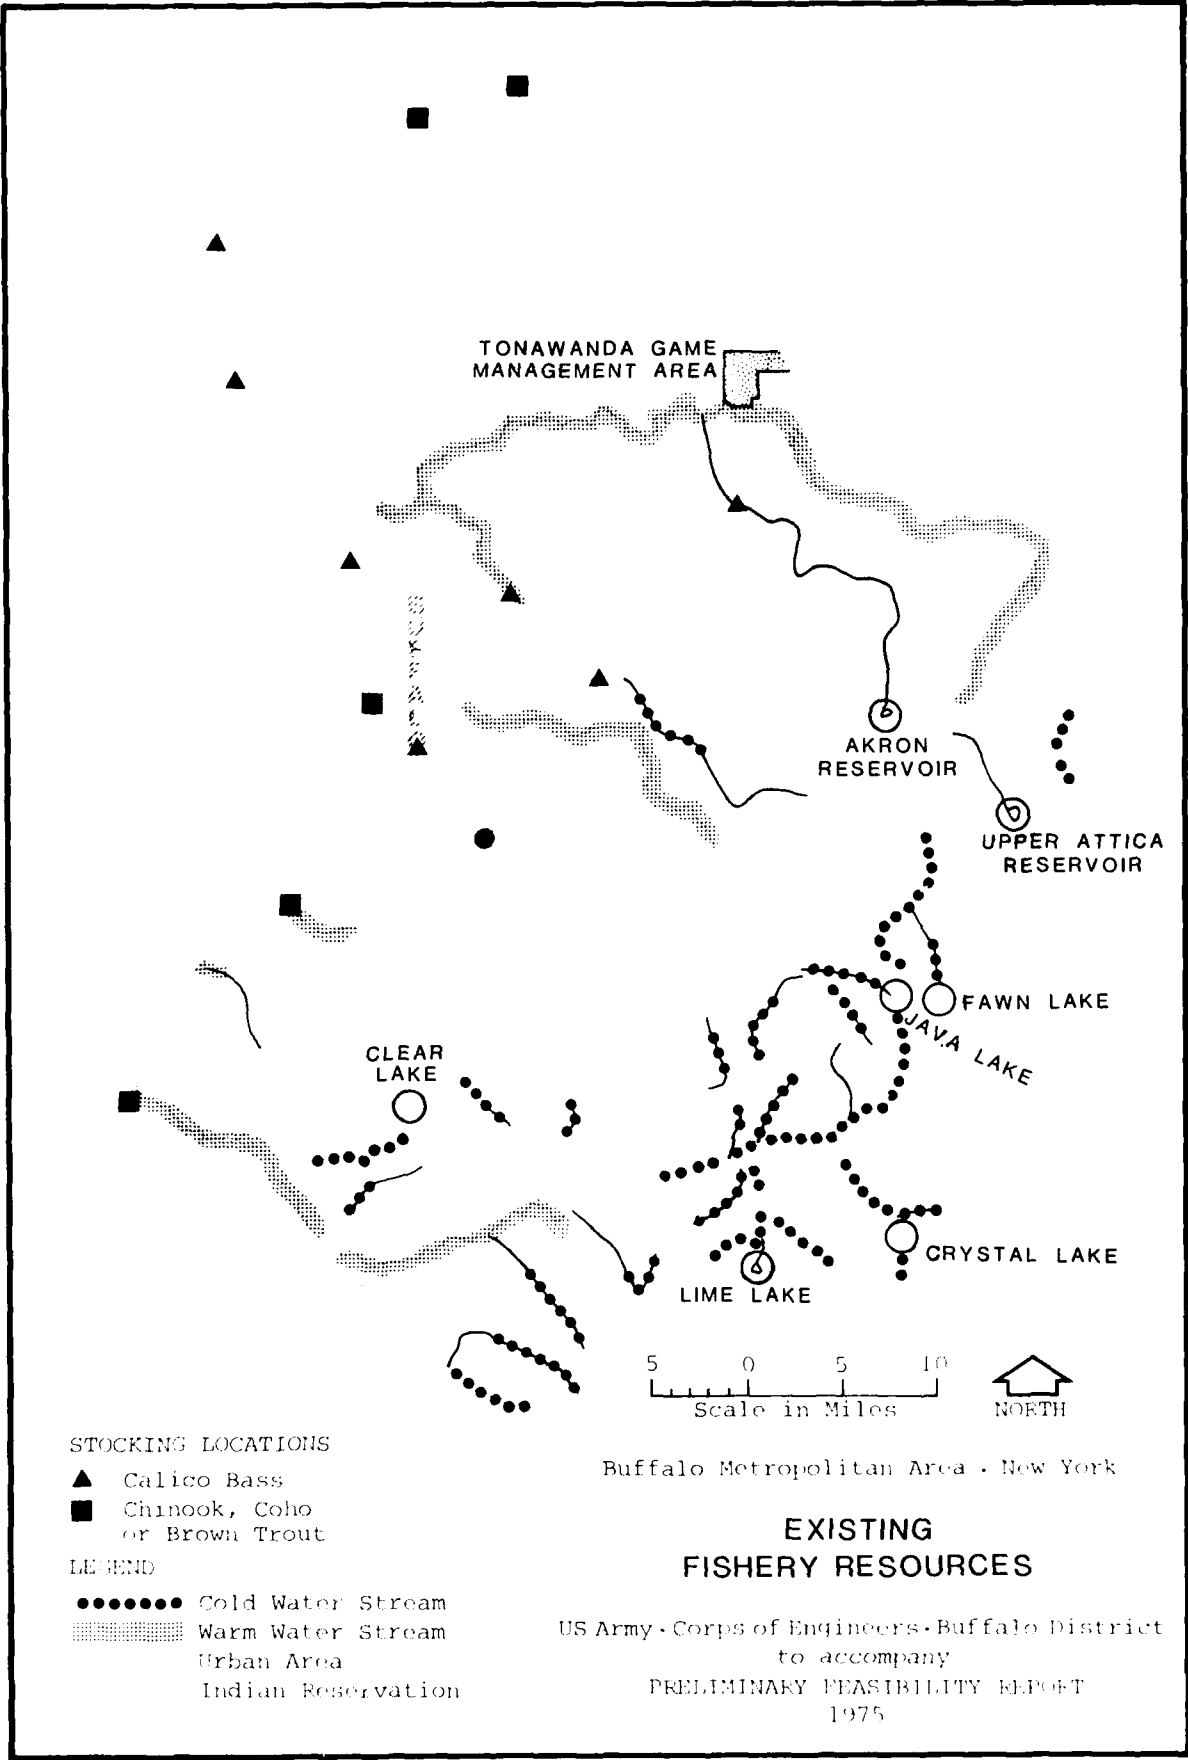 TONAWANDA GAME
MANAGEMENT AREA
BUFFALO
AKRON
RESERVOIR
UPPER ATTICA
RESERVOIR
FAWN LAKE
JAVA LAKE
CLEAR
LAKE
CRYSTAL LAKE
LIME LAKE
5 0 5 10
Scale in Miles
NORTH
STOCKING LOCATIONS
Calico Bass
Chinook, Coho
or Brown Trout
LEGEND
Cold Water Stream
Warm Water Stream
Urban Area
Indian Reservation
Buffalo Metropolitan Area · New York
EXISTING
FISHERY RESOURCES
US Army · Corps of Engineers · Buffalo District
to accompany
PRELIMINARY FEASIBILITY REPORT
1975